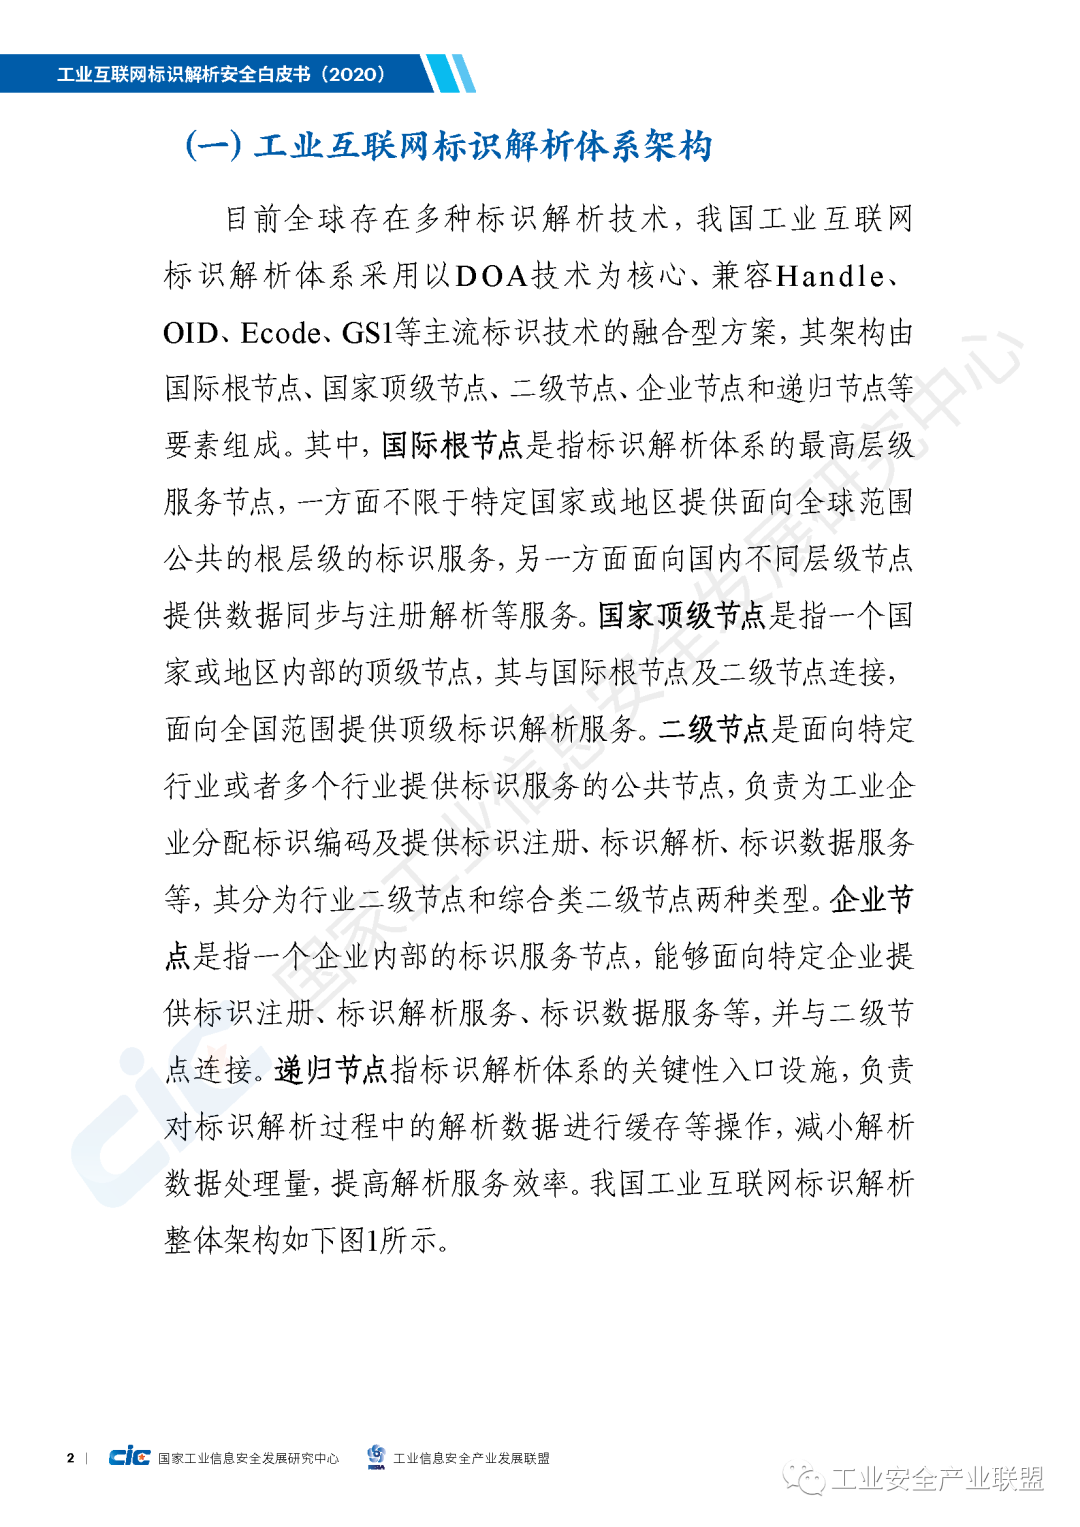 工业互联网标识解析安全白皮书（2020）
（一）工业互联网标识解析体系架构
目前全球存在多种标识解析技术，我国工业互联网
标识解析体系采用以DOA技术为核心、兼容Handle、
OID、Ecode、GS1等主流标识技术的融合型方案，其架构由
国际根节点、国家顶级节点、二级节点、企业节点和递归节点等
要素组成。其中，国际根节点是指标识解析体系的最高层级
服务节点，一方面不限于特定国家或地区提供面向全球范围
公共的根层级的标识服务，另一方面面向国内不同层级节点
提供数据同步与注册解析等服务。国家顶级节点是指一个国
家或地区内部的顶级节点，其与国际根节点及二级节点连接，
面向全国范围提供顶级标识解析服务。二级节点是面向特定
行业或者多个行业提供标识服务的公共节点，负责为工业企
业分配标识编码及提供标识注册、标识解析、标识数据服务
等，其分为行业二级节点和综合类二级节点两种类型。企业节
点是指一个企业内部的标识服务节点，能够面向特定企业提
供标识注册、标识解析服务、标识数据服务等，并与二级节
点连接。递归节点指标识解析体系的关键性入口设施，负责
对标识解析过程中的解析数据进行缓存等操作，减小解析
数据处理量，提高解析服务效率。我国工业互联网标识解析
整体架构如下图1所示。
国家工业信息安全发展研究中心
CIC
2 | CIC 国家工业信息安全发展研究中心 工业信息安全产业发展联盟
工业安全产业联盟